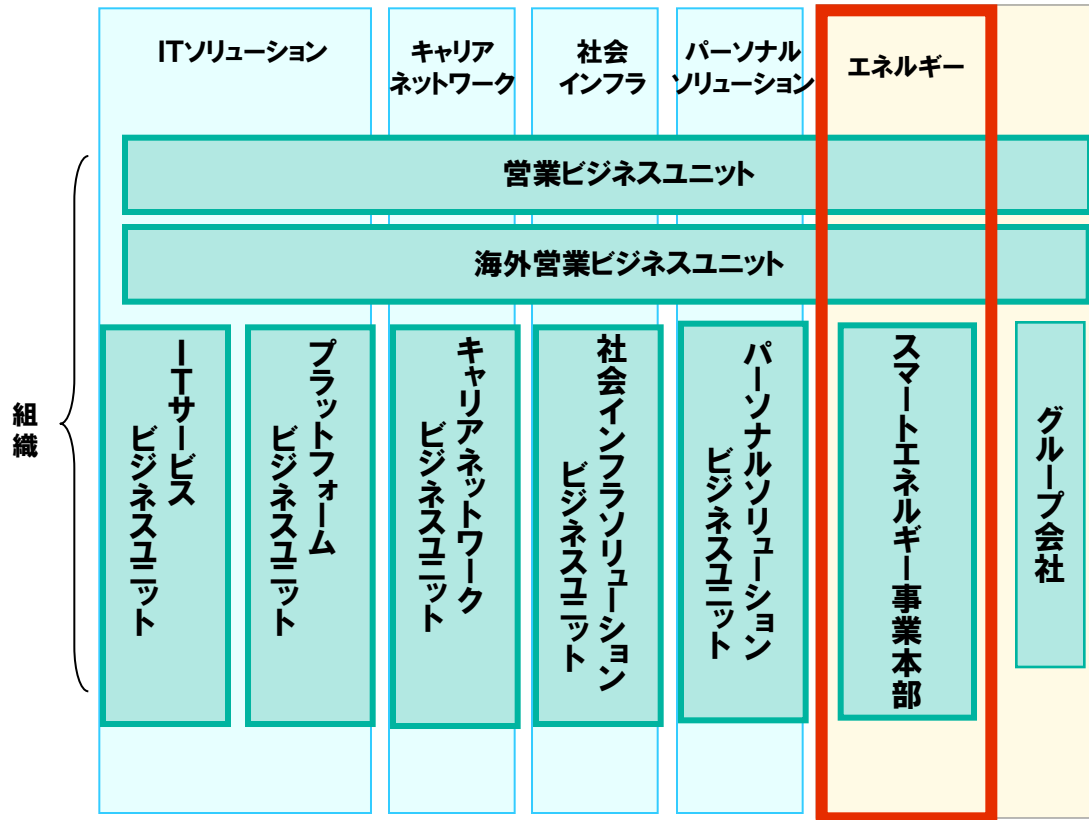 ITソリューション
キャリア
ネットワーク
社会
インフラ
パーソナル
ソリューション
エネルギー
営業ビジネスユニット
海外営業ビジネスユニット
組織
ITサービス
ビジネスユニット
プラットフォーム
ビジネスユニット
キャリアネットワーク
ビジネスユニット
社会インフラソリューション
ビジネスユニット
パーソナルソリューション
ビジネスユニット
スマートエネルギー事業本部
グループ会社